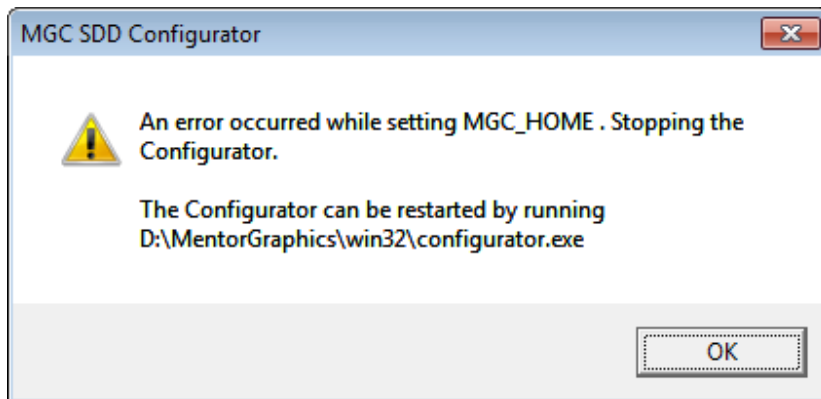 MGC SDD Configurator
An error occurred while setting MGC_HOME . Stopping the
Configurator.
The Configurator can be restarted by running
D:\MentorGraphics\win32\configurator.exe
OK